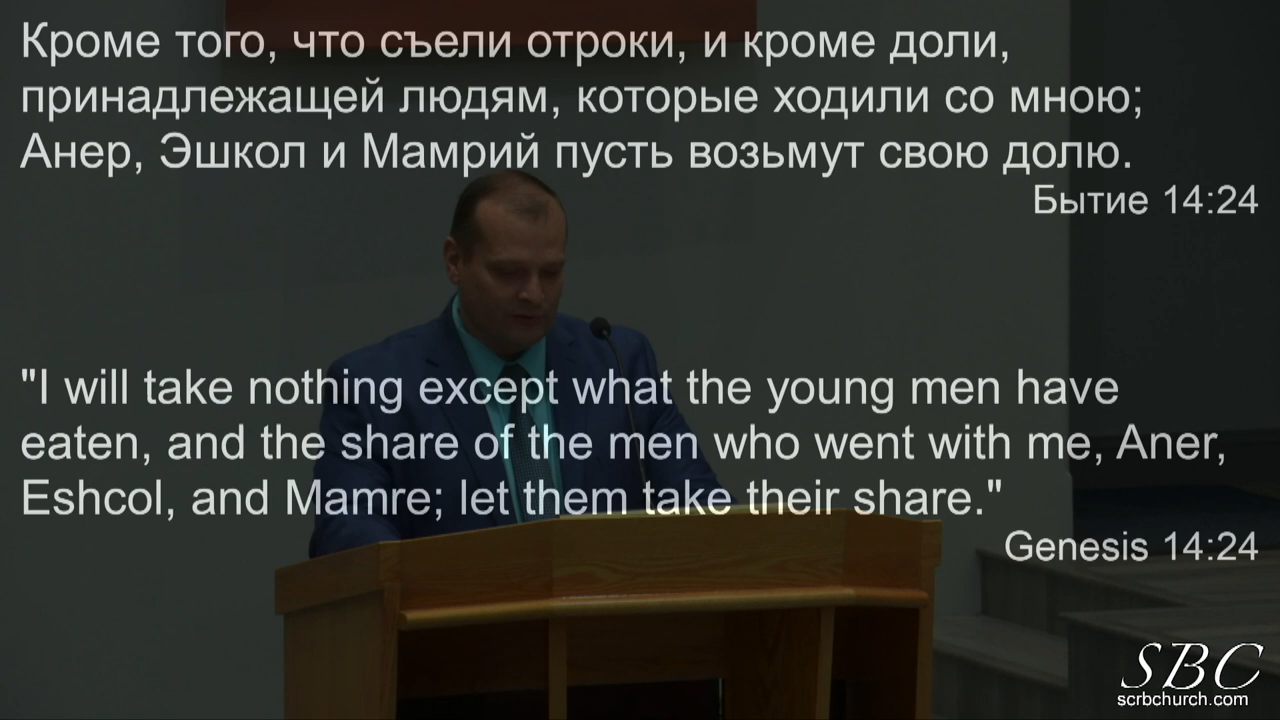 Кроме того, что съели отроки, и кроме доли,
принадлежащей людям, которые ходили со мною;
Анер, Эшкол и Мамрий пусть возьмут свою долю.
Бытие 14:24
"I will take nothing except what the young men have
eaten, and the share of the men who went with me, Aner,
Eshcol, and Mamre; let them take their share."
Genesis 14:24
SBC
scrbchurch.com